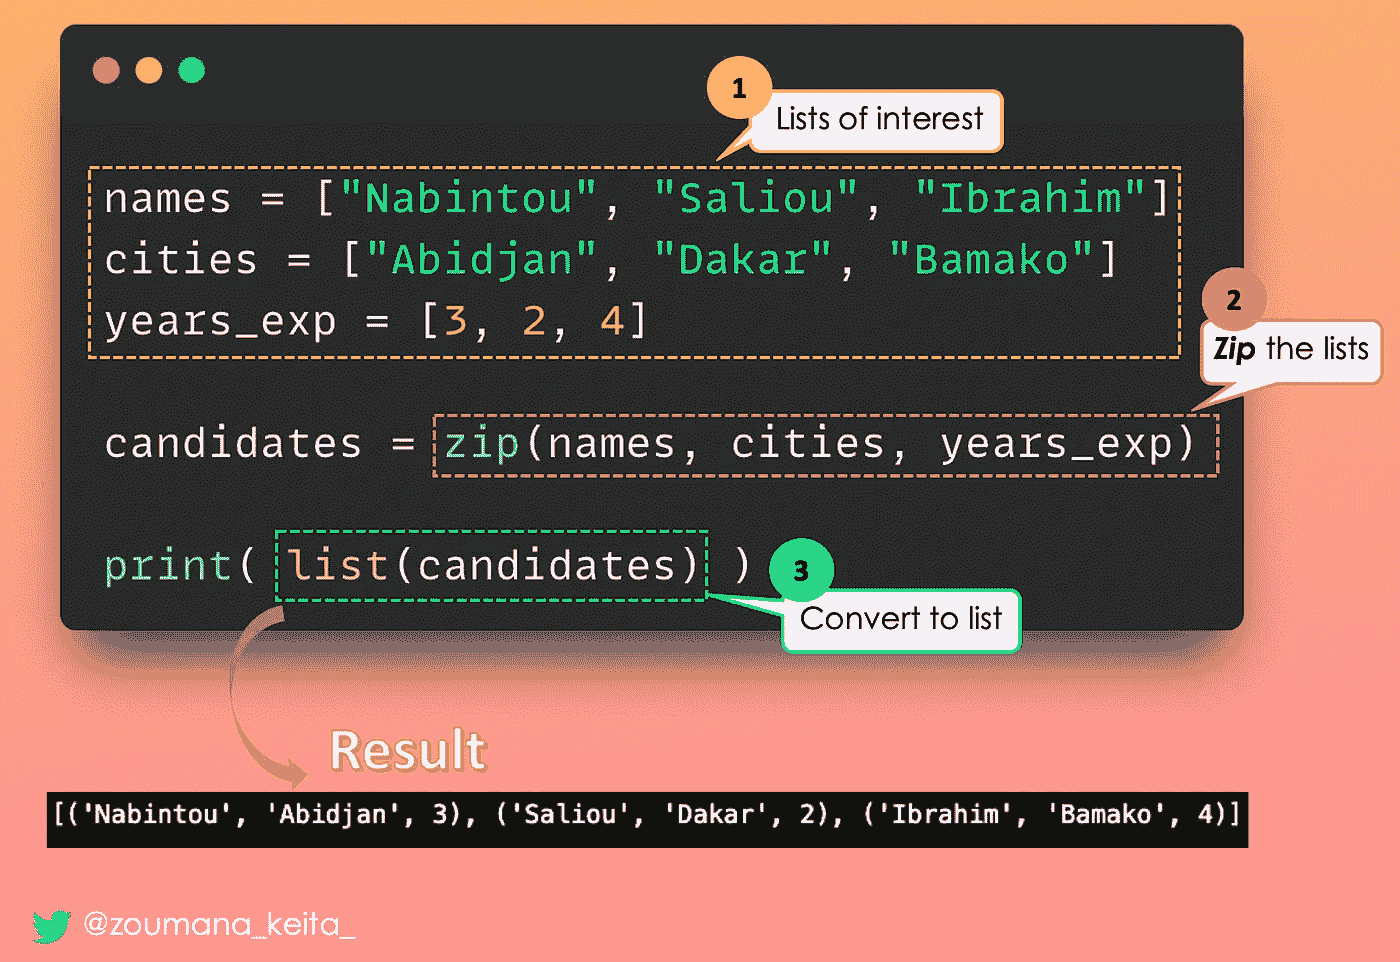 1
Lists of interest
names = ["Nabintou", "Saliou", "Ibrahim"]
cities = ["Abidjan", "Dakar", "Bamako"]
years_exp = [3, 2, 4]
2
Zip the lists
candidates = zip(names, cities, years_exp)
print( list(candidates) )
3
Convert to list
Result
[('Nabintou', 'Abidjan', 3), ('Saliou', 'Dakar', 2), ('Ibrahim', 'Bamako', 4)]
@zoumana_keita_